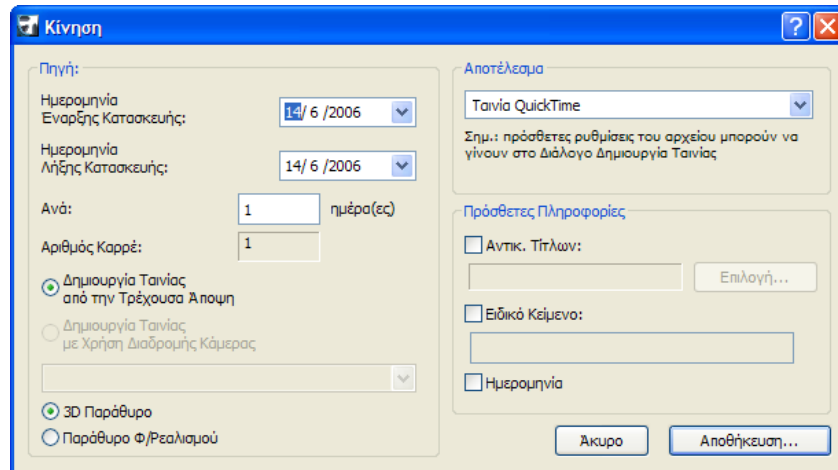 Κίνηση
Πηγή:
Ημερομηνία
Έναρξης Κατασκευής:
14/ 6 /2006
Ημερομηνία
Λήξης Κατασκευής:
14/ 6 /2006
Ανά:
1
ημέρα(ες)
Αριθμός Καρρέ:
1
Δημιουργία Ταινίας
από την Τρέχουσα Άποψη
Δημιουργία Ταινίας
με Χρήση Διαδρομής Κάμερας
3D Παράθυρο
Παράθυρο Φ/Ρεαλισμού
Αποτέλεσμα
Ταινία QuickTime
Σημ.: πρόσθετες ρυθμίσεις του αρχείου μπορούν να
γίνουν στο Διάλογο Δημιουργία Ταινίας
Πρόσθετες Πληροφορίες
Αντικ. Τίτλων:
Επιλογή...
Ειδικό Κείμενο:
Ημερομηνία
Άκυρο
Αποθήκευση...